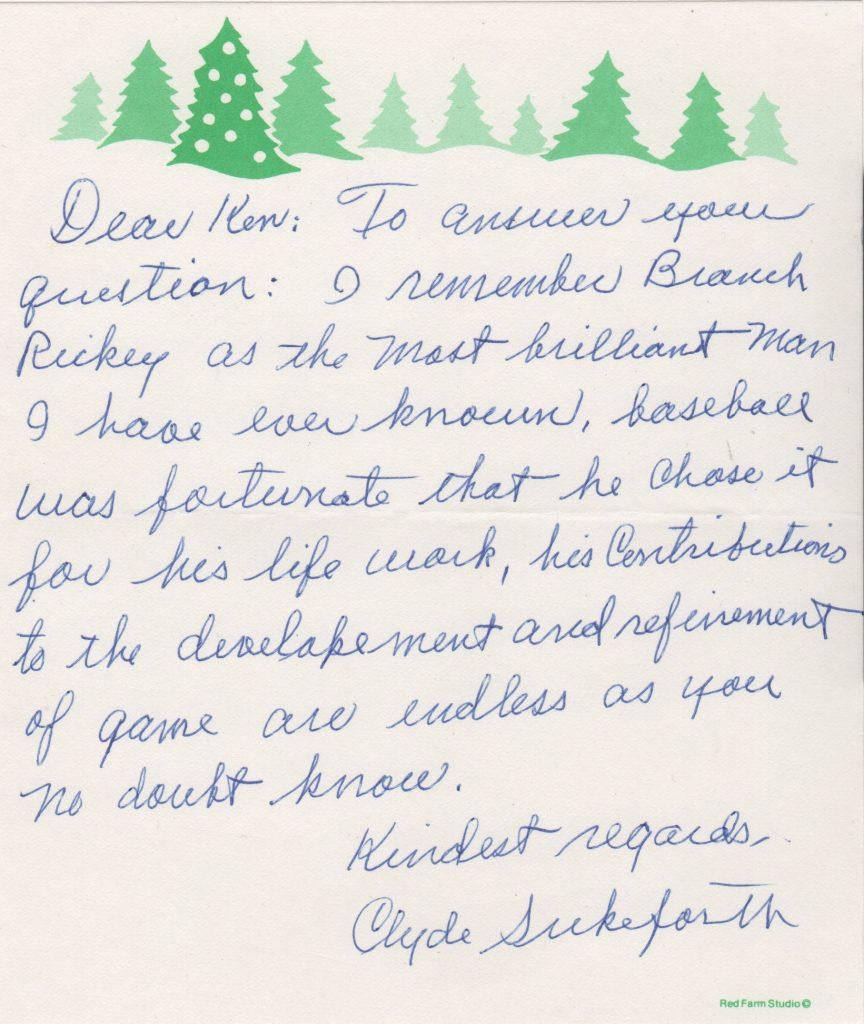 Dear Ken: To answer your
question: I remember Branch
Rickey as the most brilliant man
I have ever known, baseball
was fortunate that he chose it
for his life work, his contributions
to the developement and refinement
of game are endless as you
no doubt know.
Kindest regards,
Clyde Sukeforth
Red Farm Studio ©